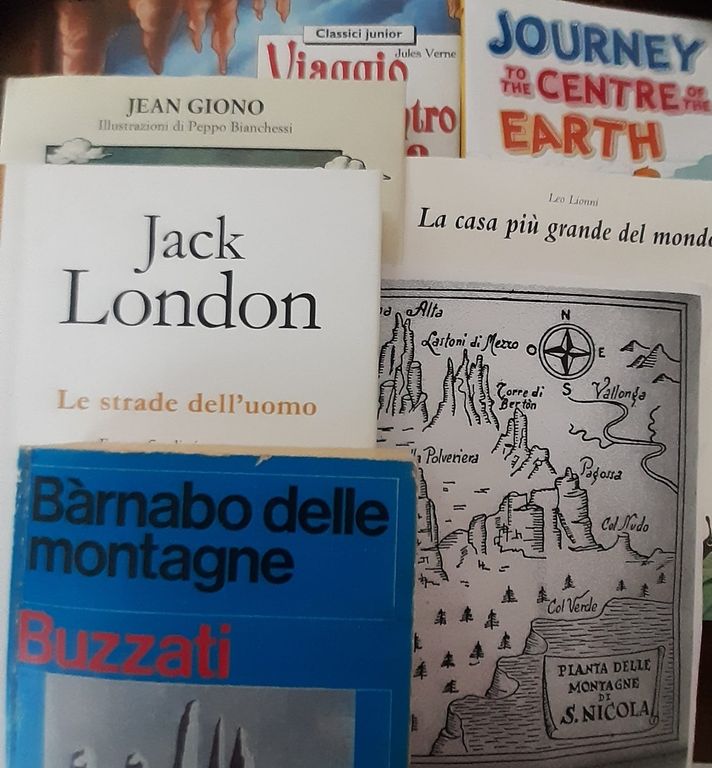 Classici junior
Jules Verne
Viaggio
JOURNEY
TO THE CENTRE OF THE
EARTH
JEAN GIONO
Illustrazioni di Peppo Bianchessi
Leo Lionni
La casa più grande del mondo
Jack
London
Le strade dell'uomo
Alta
Lastoni di Mezzo
N
O
E
S
Torre di
Bertòn
Vallonga
Polveriera
Pagossa
Col Nudo
Col Verde
PIANTA DELLE
MONTAGNE
DI
S. NICOLA
Bàrnabo delle
montagne
Buzzati